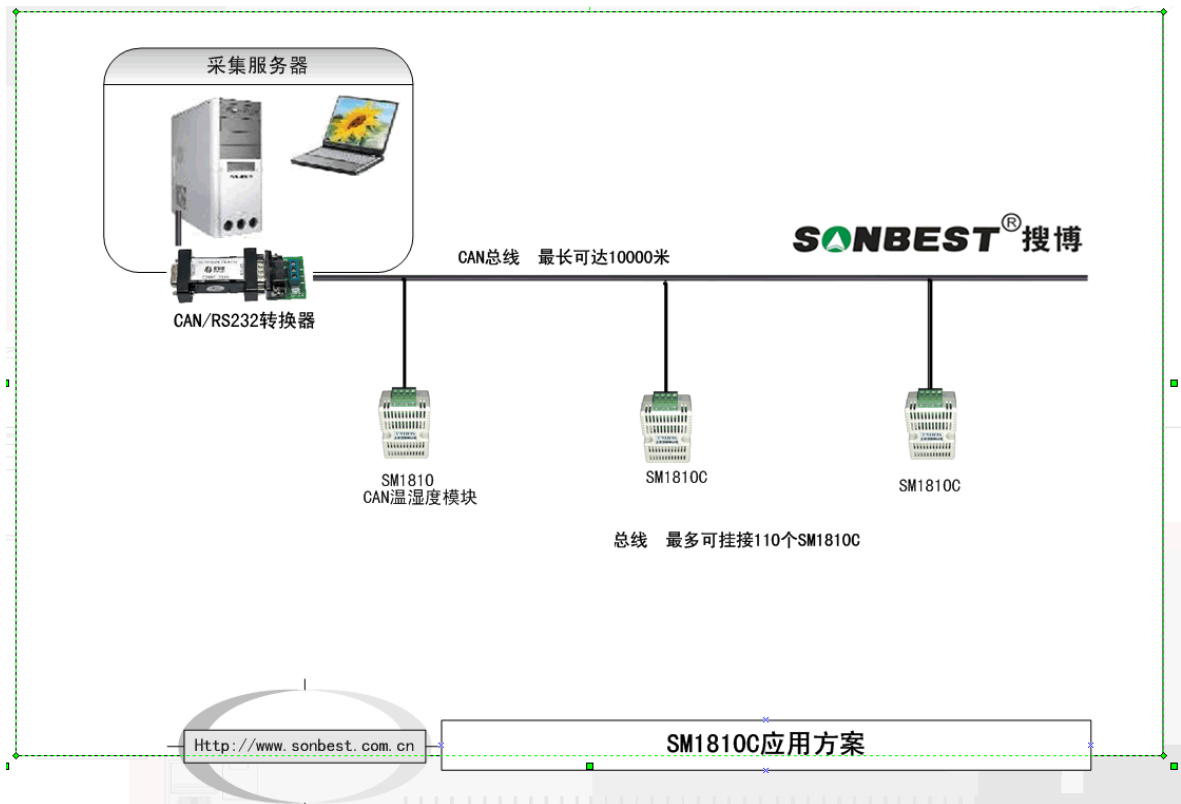 采集服务器
SONBEST®搜博
CAN总线 最长可达10000米
CAN/RS232转换器
SM1810
CAN温湿度模块
SM1810C
SM1810C
总线 最多可挂接110个SM1810C
Http://www.sonbest.com.cn
SM1810C应用方案